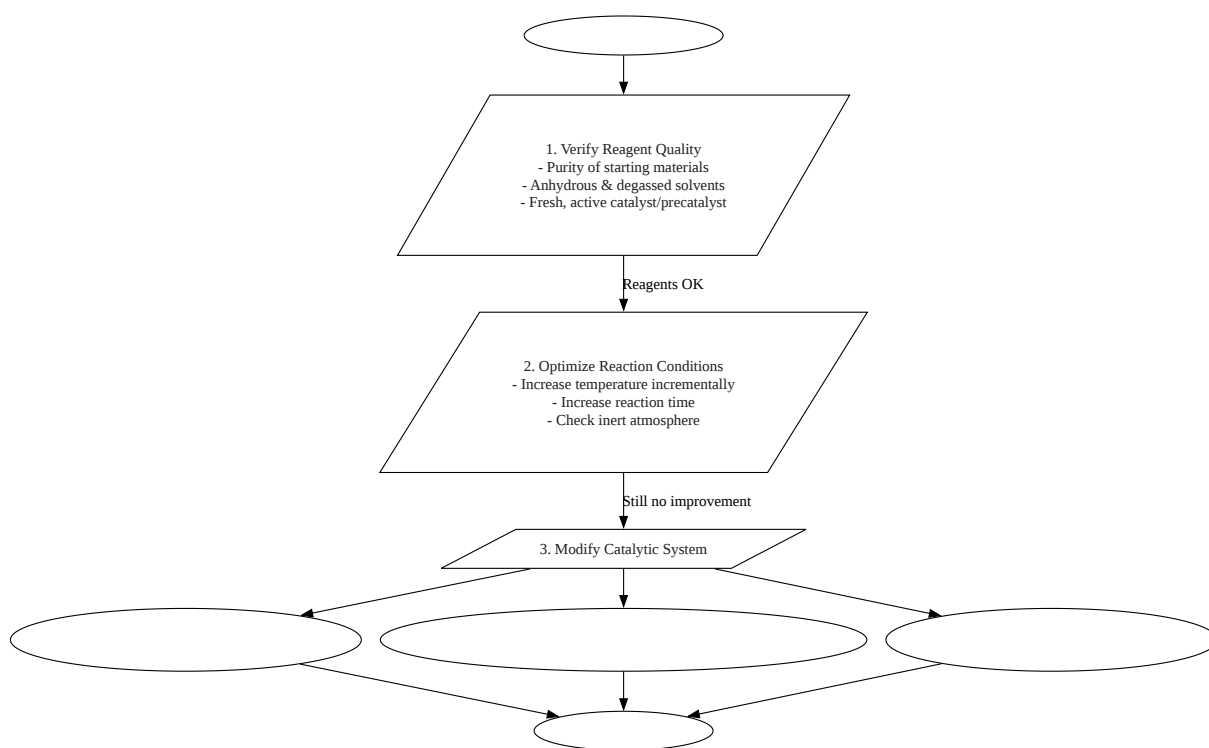 1. Verify Reagent Quality
- Purity of starting materials
- Anhydrous & degassed solvents
- Fresh, active catalyst/precatalyst
Reagents OK
2. Optimize Reaction Conditions
- Increase temperature incrementally
- Increase reaction time
- Check inert atmosphere
Still no improvement
3. Modify Catalytic System